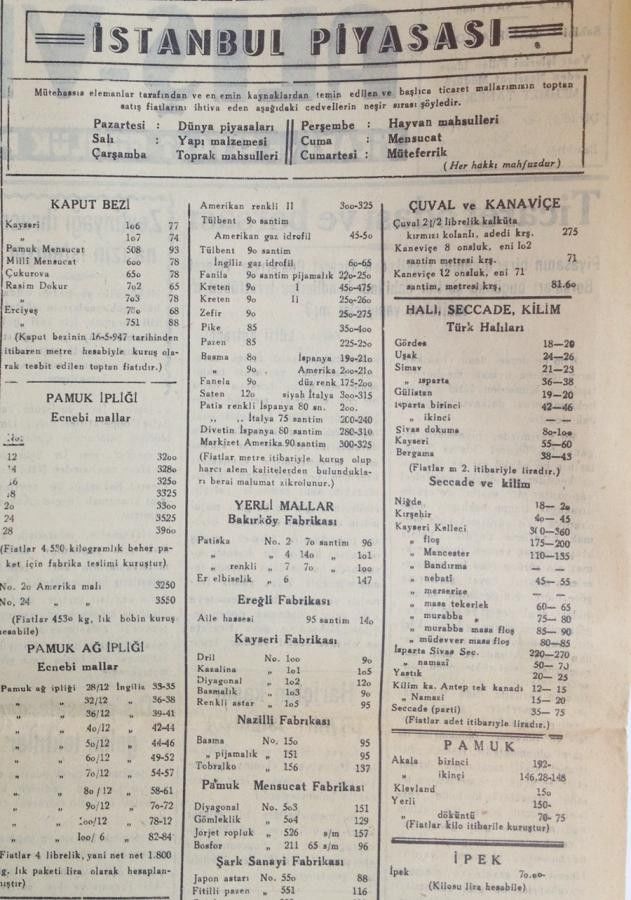 İSTANBUL PİYASASI
Mütehassıs elemanlar tarafından ve en emin kaynaklardan temin edilen ve başlıca ticaret mallarımızın toptan
satış fiatlarını ihtiva eden aşağıdaki cedvellerin neşir sırası şöyledir.
Pazartesi : Dünya piyasaları
Salı : Yapı malzemesi
Çarşamba Toprak mahsulleri
Perşembe : Hayvan mahsulleri
Cuma : Mensucat
Cumartesi : Müteferrik
(Her hakkı mahfuzdur)
KAPUT BEZİ
Kayseri 1o6 77
„ 1o7 74
Pamuk Mensucat 508 93
Millî Mensucat 6oo 78
Çukurova 65o 78
Rasim Dokur 7o2 65
„ 7o3 78
Erciyeş 68
„ 751 88
(Kaput bezinin 16-5-947 tarihinden
itibaren metre hesabiyle kuruş ola-
rak tesbit edilen toptan fiatıdır.)
PAMUK İPLİĞİ
Ecnebi mallar
No:
12 32oo
14 328o
16 325o
18 3325
2o 33oo
24 3525
28 39oo
(Fiatlar 4.530 kilogramlık beher pa-
ket için fabrika teslimi kuruştur)
No. 2o Amerika malı 3250
No. 24 „ „ 3550
(Fiatlar 453o kg. lık bobin kuruş
hesabile)
PAMUK AĞ İPLİĞİ
Ecnebi mallar
Pamuk ağ ipliği 28/12 İngiliz 33-35
„ „ 32/12 „ 36-38
„ „ 36/12 „ 39-41
„ „ 4o/12 „ 42-44
„ „ 5o/12 „ 44-46
„ „ 6o/12 „ 49-52
„ „ 7o/12 „ 54-57
„ „ 8o/12 „ 58-61
„ „ 9o/12 „ 7o-72
„ „ 1oo/12 „ 78-12
„ „ 1oo/ 6 „ 82-84
Fiatlar 4 librelik, yani net net 1.800
g. lık paketi lira olarak hesaplan-
mıştır)
Amerikan renkli II 3oo-325
Tülbent 9o santim
Amerikan gaz idrofil 45-5o
Tülbent 9o santim
İngiliz gaz idrofil 6o-65
Fanila 9o santim pijamalık 22o-25o
Kreten 9o I 45o-475
Kreten 9o II 25o-26o
Zefir 9o 25o-275
Pike 85 35o-4oo
Pazen 85 225-25o
Basma 8o İspanya 19o-21o
„ 9o Amerika 2oo-21o
Fanela 9o düz renk 175-2oo
Saten 12o siyah İtalya 3oo-315
Patis renkli İspanya 80 sn. 2oo.
„ „ İtalya 75 santim 200-240
Divetin İspanya 80 santim 280-310
Markizet Amerika 90 santim 300-325
(Fiatlar metre itibariyle kuruş olup
harcı alem kalitelerden bulundukla-
rı berai malumat zikrolunur.)
YERLİ MALLAR
Bakırköy Fabrikası
Patiska No. 2 7o santim 96
„ „ 4 14o „ 1o1
„ renkli „ 7 7o „ 1oo
Er elbiselik „ 6 147
Ereğli Fabrikası
Aile hassesi 95 santim 14o
Kayseri Fabrikası
Dril No. 1oo 9o
Kazalina „ 1o1 1o5
Diyagonal „ 1o2 12o
Basmalık „ 1o3 9o
Renkli astar „ 1o5 95
Nazilli Fabrikası
Basma No. 15o 95
„ pijamalık „ 151 95
Tobralko „ 156 137
Pamuk Mensucat Fabrikası
Diyagonal No. 5o3 151
Gömleklik „ 5o4 129
Jorjet ropluk „ 526 s/m 157
Bosfor „ 211 65 s/m 96
Şark Sanayi Fabrikası
Japon astarı No. 55o 88
Fitilli pazen „ 551 116
ÇUVAL ve KANAVİÇE
Çuval 2 1/2 librelik kalküta
kırmızı kolanlı, adedi krş. 275
Kaneviçe 8 onsluk, eni 1o2
santim metresi krş. 71
Kaneviçe 12 onsluk, eni 71
santim, metresi krş. 81.6o
HALI, SECCADE, KİLİM
Türk Halıları
Gördes 18—20
Uşak 24—26
Simav 21—23
„ ısparta 36—38
Gülistan 19—20
ısparta birinci 42—46
„ ikinci — —
Sivas dokuma 8o-1oo
Kayseri 55—60
Bergama 38—43
(Fiatlar m 2. itibariyle liradır.)
Seccade ve kilim
Niğde 18— 2o
Kırşehir 4o— 45
Kayseri Kelleci 300-360
„ floş 175—200
„ Mancester 110—135
„ Bandırma — —
„ nebatî 45— 55
„ merserize — —
„ masa tekerlek 60— 65
„ murabba „ 75— 80
„ murabba masa floş 85— 90
„ müdevver masa floş 80—85
Isparta Sivas Sec. 220—270
„ namazî 50— 70
Yastık 20— 25
Kilim ka. Antep tek kanadı 12— 15
„ Namazî 15— 20
Seccade (parti) 35— 75
(Fiatlar adet itibariyle liradır.)
PAMUK
Akala birinci 192-
„ ikinçi 146.28-148
Klevland 15o
Yerli 150-
„ döküntü 70- 75
(Fiatlar kilo itibarile kuruştur)
İPEK
İpek 7o.oo-
(Kilosu lira hesabile)